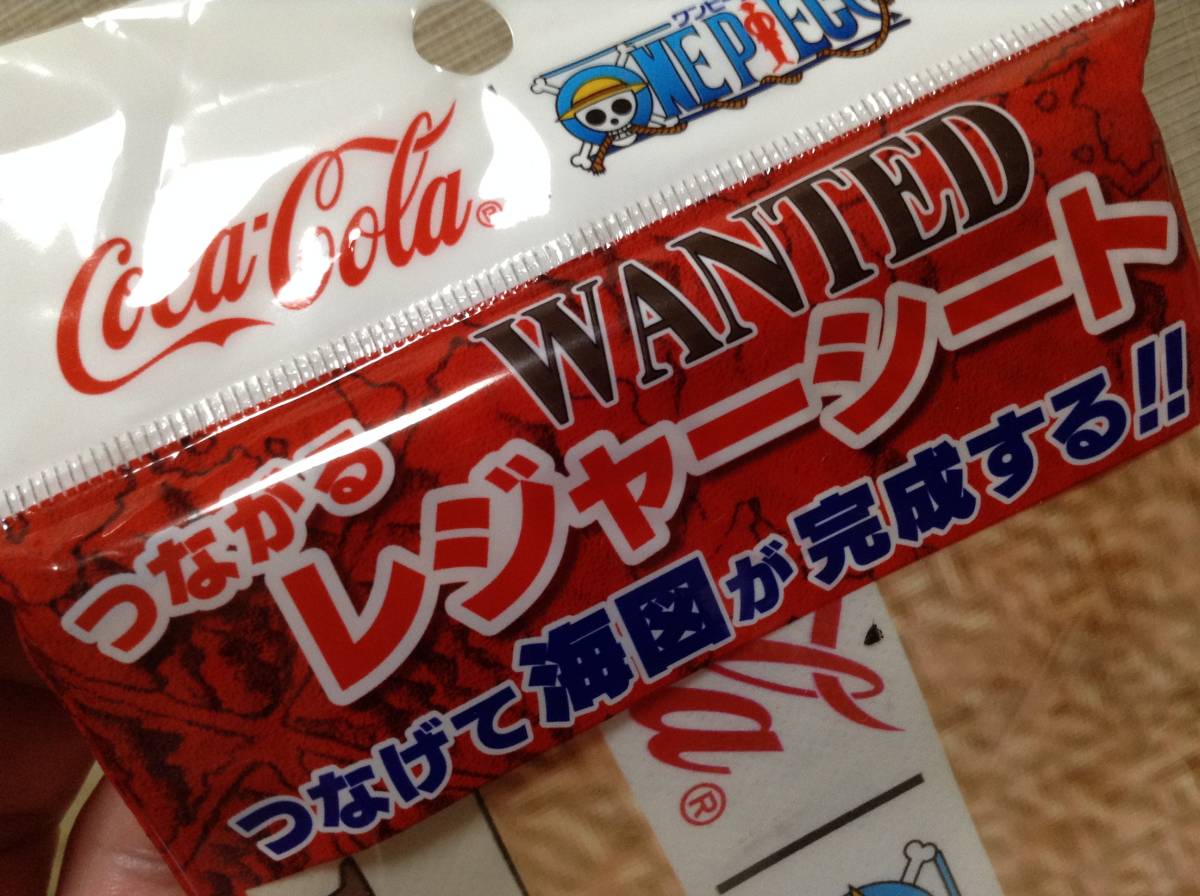 ワンピース
ONE PIECE
Coca-Cola
WANTED
つながる
レジャーシート
つなげて海図が完成する!!
la®